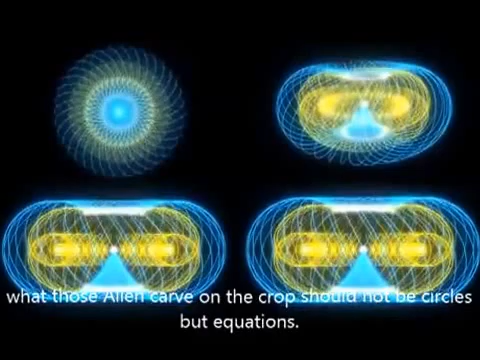 what those Alien carve on the crop should not be circles
but equations.